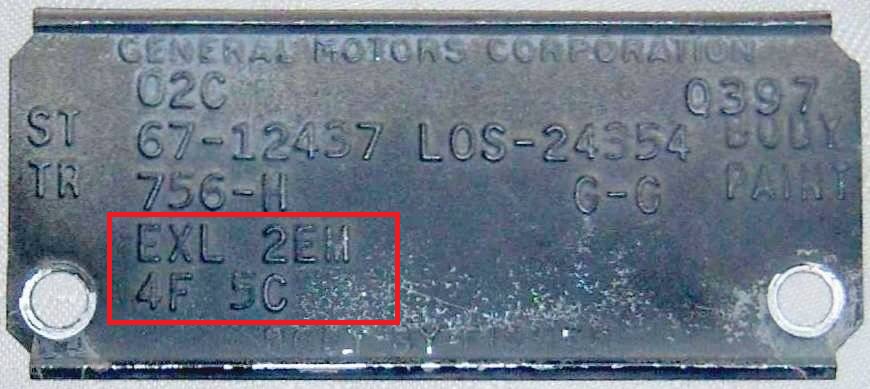 GENERAL MOTORS CORPORATION
02C Q397
ST 67-12437 LOS-24354 BODY
TR 756-H G-G PAINT
EXL 2EM
4F 5C